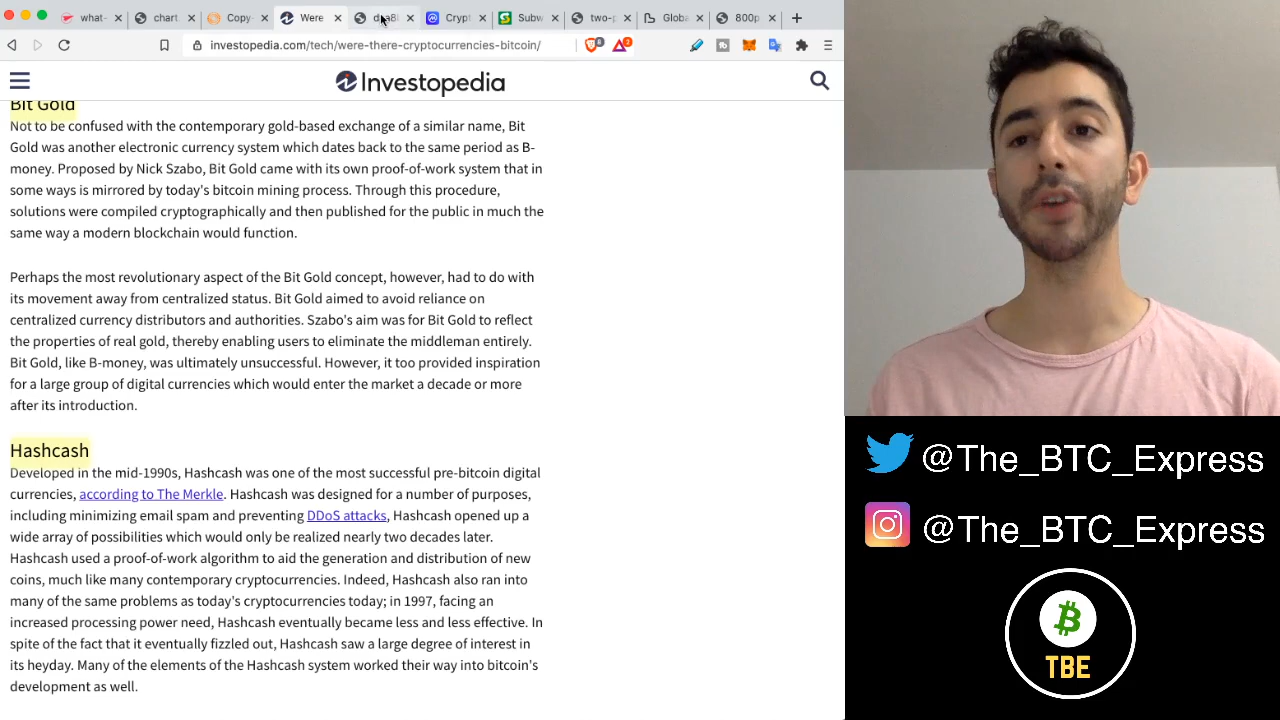 what-
chart.
Copy
Were
Crypt
Subw
two-p
Globa
800p
investopedia.com/tech/were-there-cryptocurrencies-bitcoin/
Investopedia
Bit Gold
Not to be confused with the contemporary gold-based exchange of a similar name, Bit
Gold was another electronic currency system which dates back to the same period as B-
money. Proposed by Nick Szabo, Bit Gold came with its own proof-of-work system that in
some ways is mirrored by today's bitcoin mining process. Through this procedure,
solutions were compiled cryptographically and then published for the public in much the
same way a modern blockchain would function.
Perhaps the most revolutionary aspect of the Bit Gold concept, however, had to do with
its movement away from centralized status. Bit Gold aimed to avoid reliance on
centralized currency distributors and authorities. Szabo's aim was for Bit Gold to reflect
the properties of real gold, thereby enabling users to eliminate the middleman entirely.
Bit Gold, like B-money, was ultimately unsuccessful. However, it too provided inspiration
for a large group of digital currencies which would enter the market a decade or more
after its introduction.
Hashcash
Developed in the mid-1990s, Hashcash was one of the most successful pre-bitcoin digital
currencies, according to The Merkle. Hashcash was designed for a number of purposes,
including minimizing email spam and preventing DDoS attacks, Hashcash opened up a
wide array of possibilities which would only be realized nearly two decades later.
Hashcash used a proof-of-work algorithm to aid the generation and distribution of new
coins, much like many contemporary cryptocurrencies. Indeed, Hashcash also ran into
many of the same problems as today's cryptocurrencies today; in 1997, facing an
increased processing power need, Hashcash eventually became less and less effective. In
spite of the fact that it eventually fizzled out, Hashcash saw a large degree of interest in
its heyday. Many of the elements of the Hashcash system worked their way into bitcoin's
development as well.
@The_BTC_Express
@The_BTC_Express
TBE